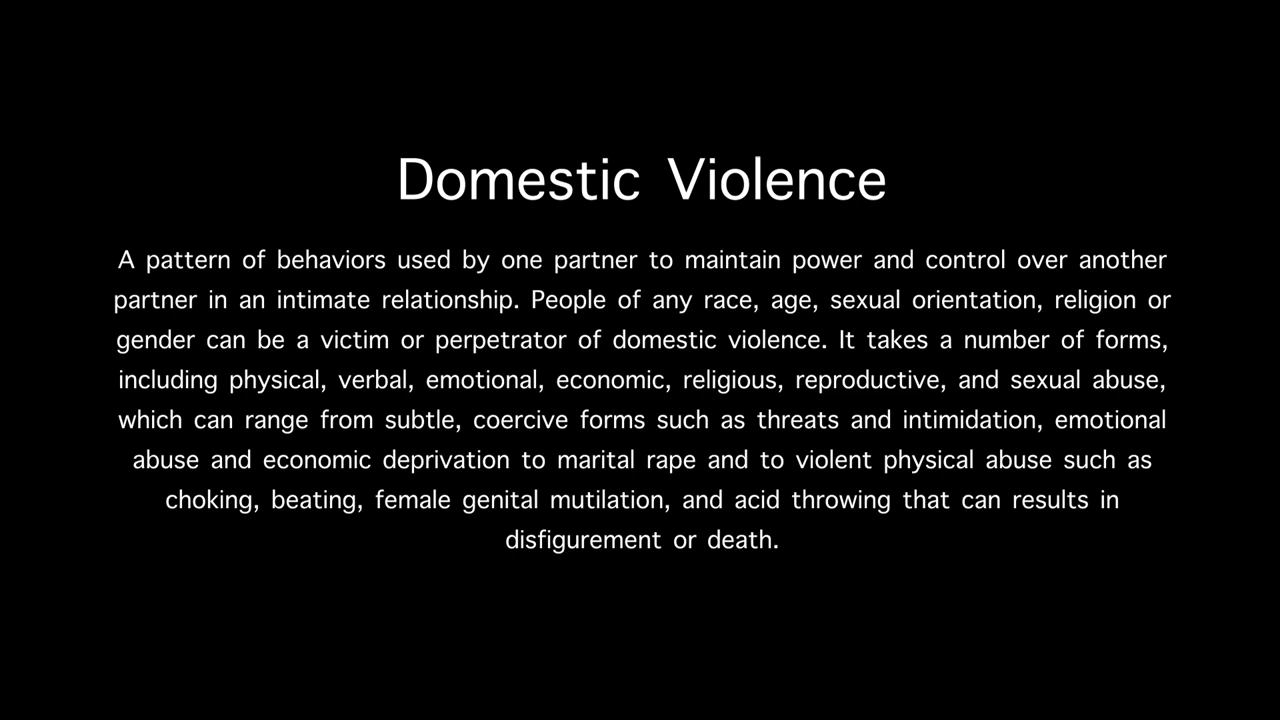 Domestic Violence
A pattern of behaviors used by one partner to maintain power and control over another
partner in an intimate relationship. People of any race, age, sexual orientation, religion or
gender can be a victim or perpetrator of domestic violence. It takes a number of forms,
including physical, verbal, emotional, economic, religious, reproductive, and sexual abuse,
which can range from subtle, coercive forms such as threats and intimidation, emotional
abuse and economic deprivation to marital rape and to violent physical abuse such as
choking, beating, female genital mutilation, and acid throwing that can results in
disfigurement or death.